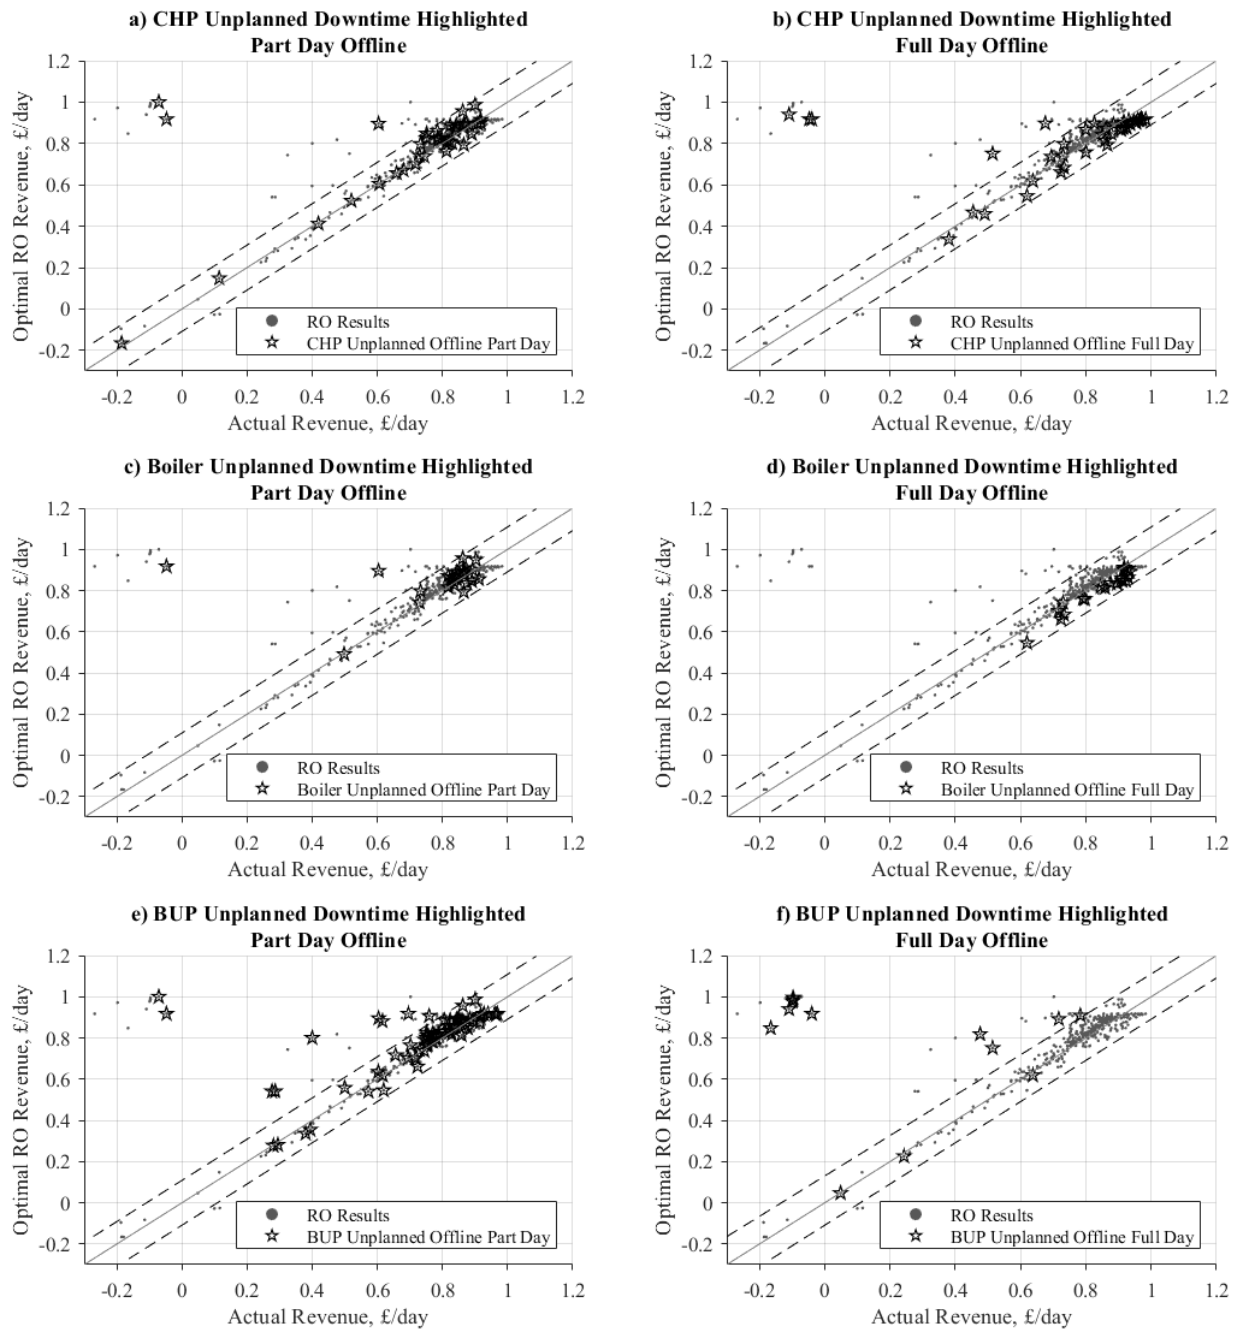 a) CHP Unplanned Downtime Highlighted
Part Day Offline
1.2
1
0.8
0.6
0.4
0.2
0
-0.2
Optimal RO Revenue, £/day
RO Results
CHP Unplanned Offline Part Day
-0.2 0 0.2 0.4 0.6 0.8 1 1.2
Actual Revenue, £/day
b) CHP Unplanned Downtime Highlighted
Full Day Offline
1.2
1
0.8
0.6
0.4
0.2
0
-0.2
Optimal RO Revenue, £/day
RO Results
CHP Unplanned Offline Full Day
-0.2 0 0.2 0.4 0.6 0.8 1 1.2
Actual Revenue, £/day
c) Boiler Unplanned Downtime Highlighted
Part Day Offline
1.2
1
0.8
0.6
0.4
0.2
0
-0.2
Optimal RO Revenue, £/day
RO Results
Boiler Unplanned Offline Part Day
-0.2 0 0.2 0.4 0.6 0.8 1 1.2
Actual Revenue, £/day
d) Boiler Unplanned Downtime Highlighted
Full Day Offline
1.2
1
0.8
0.6
0.4
0.2
0
-0.2
Optimal RO Revenue, £/day
RO Results
Boiler Unplanned Offline Full Day
-0.2 0 0.2 0.4 0.6 0.8 1 1.2
Actual Revenue, £/day
e) BUP Unplanned Downtime Highlighted
Part Day Offline
1.2
1
0.8
0.6
0.4
0.2
0
-0.2
Optimal RO Revenue, £/day
RO Results
BUP Unplanned Offline Part Day
-0.2 0 0.2 0.4 0.6 0.8 1 1.2
Actual Revenue, £/day
f) BUP Unplanned Downtime Highlighted
Full Day Offline
1.2
1
0.8
0.6
0.4
0.2
0
-0.2
Optimal RO Revenue, £/day
RO Results
BUP Unplanned Offline Full Day
-0.2 0 0.2 0.4 0.6 0.8 1 1.2
Actual Revenue, £/day